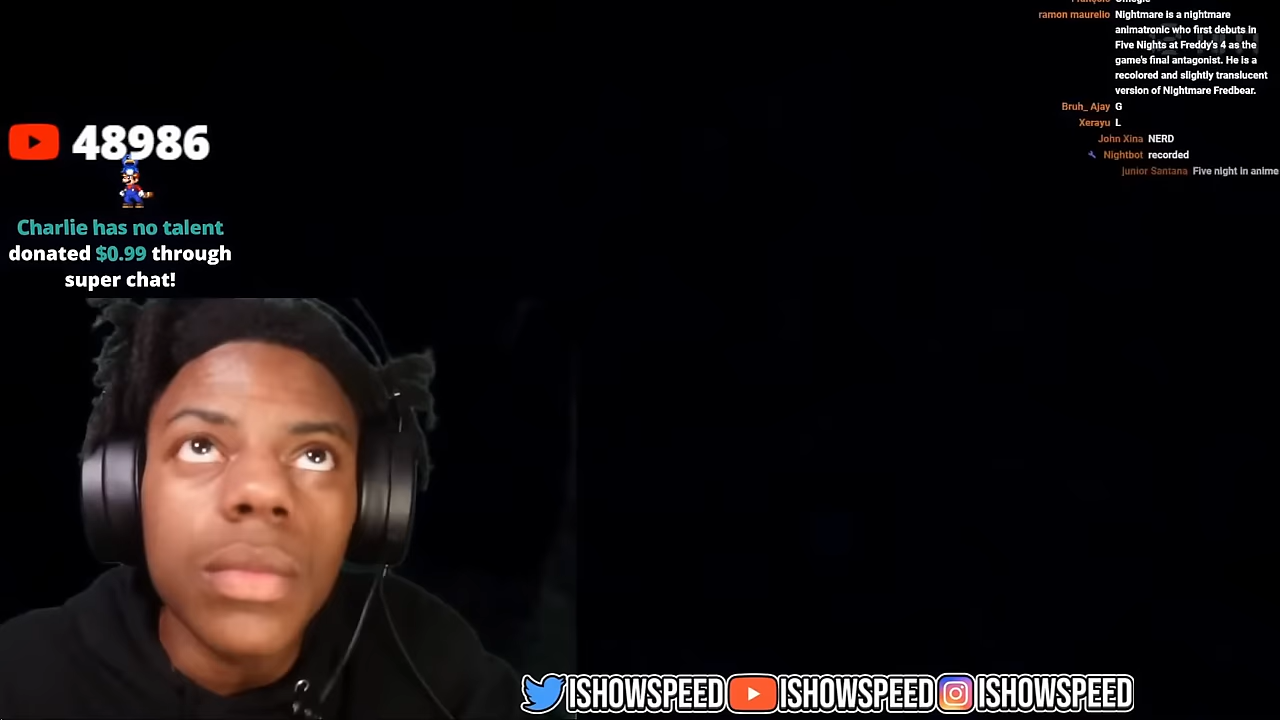 48986
Charlie has no talent
donated $0.99 through
super chat!
ramon maurelio Nightmare is a nightmare
animatronic who first debuts in
Five Nights at Freddy's 4 as the
game's final antagonist. He is a
recolored and slightly translucent
version of Nightmare Fredbear.
Bruh_ Ajay G
Xerayu L
John Xina NERD
Nightbot recorded
junior Santana Five night in anime
ISHOWSPEED ISHOWSPEED ISHOWSPEED